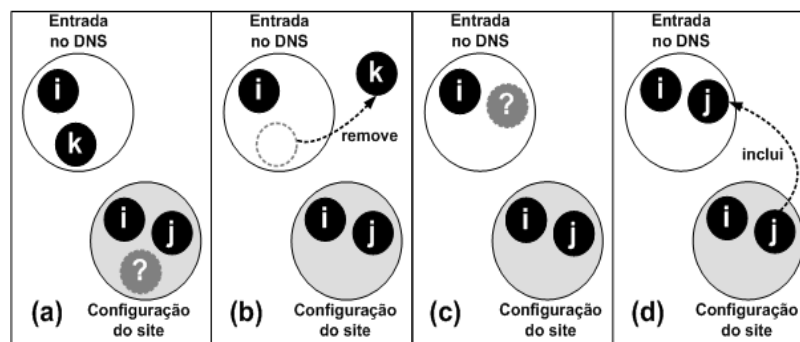 Entrada
no DNS
i
k
i
j
?
(a)
Configuração
do site
Entrada
no DNS
i
k
remove
i
j
(b)
Configuração
do site
Entrada
no DNS
i
?
i
j
(c)
Configuração
do site
Entrada
no DNS
i
j
inclui
i
j
(d)
Configuração
do site